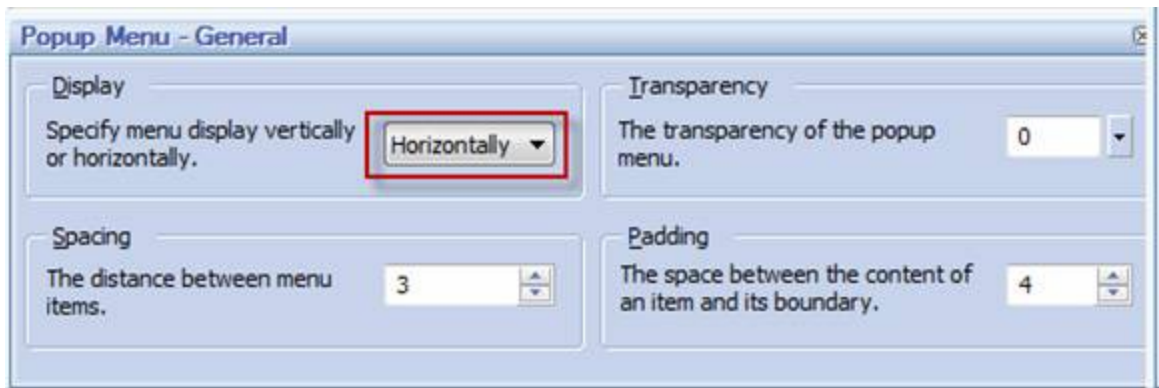 Popup Menu - General
Display
Specify menu display vertically
or horizontally.
Horizontally
Transparency
The transparency of the popup
menu.
0
Spacing
The distance between menu
items.
3
Padding
The space between the content of
an item and its boundary.
4